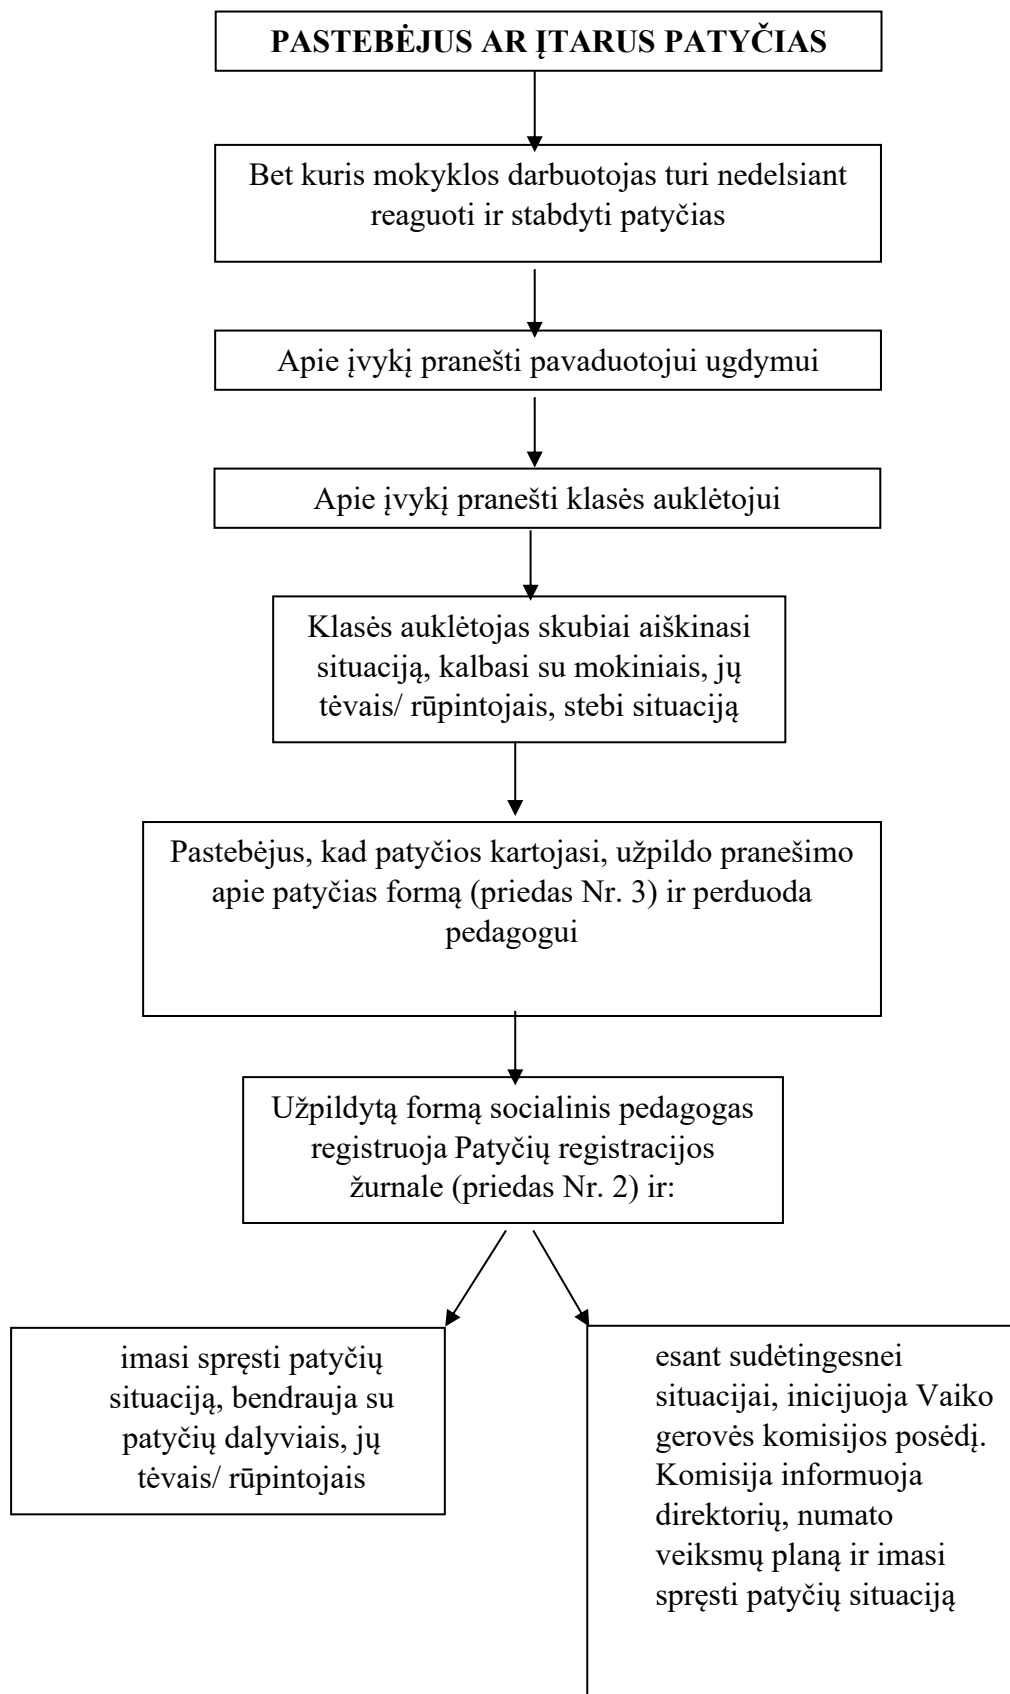 PASTEBĖJUS AR ĮTARUS PATYČIAS
Bet kuris mokyklos darbuotojas turi nedelsiant
reaguoti ir stabdyti patyčias
Apie įvykį pranešti pavaduotojui ugdymui
Apie įvykį pranešti klasės auklėtojui
Klasės auklėtojas skubiai aiškinasi
situaciją, kalbasi su mokiniais, jų
tėvais/ rūpintojais, stebi situaciją
Pastebėjus, kad patyčios kartojasi, užpildo pranešimo
apie patyčias formą (priedas Nr. 3) ir perduoda
pedagogui
Užpildytą formą socialinis pedagogas
registruoja Patyčių registracijos
žurnale (priedas Nr. 2) ir:
imasi spręsti patyčių
situaciją, bendrauja su
patyčių dalyviais, jų
tėvais/ rūpintojais
esant sudėtingesnei
situacijai, inicijuoja Vaiko
gerovės komisijos posėdį.
Komisija informuoja
direktorių, numato
veiksmų planą ir imasi
spręsti patyčių situaciją